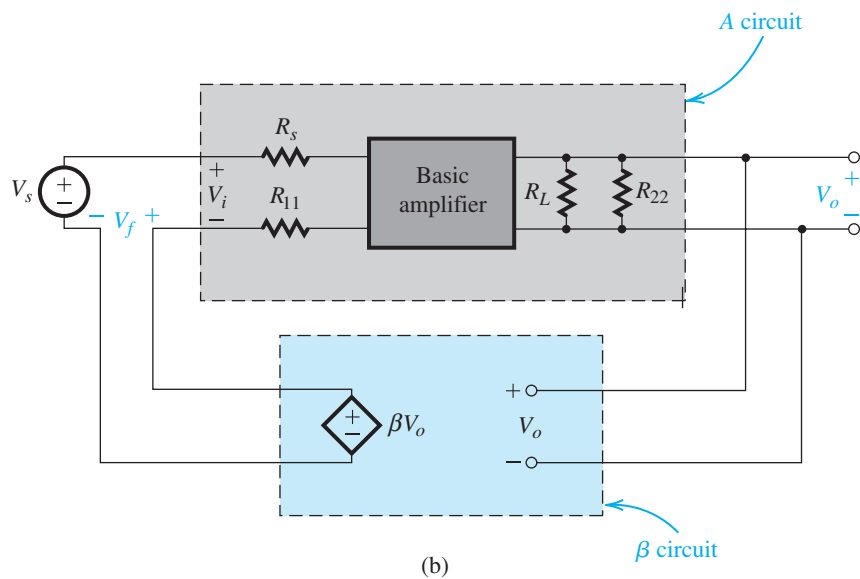 A circuit
R_s
Basic
amplifier
V_s
+
−
− V_f +
+
V_i
−
R_11
R_L
R_22
+
V_o
−
+
−
βV_o
+
V_o
−
β circuit
(b)